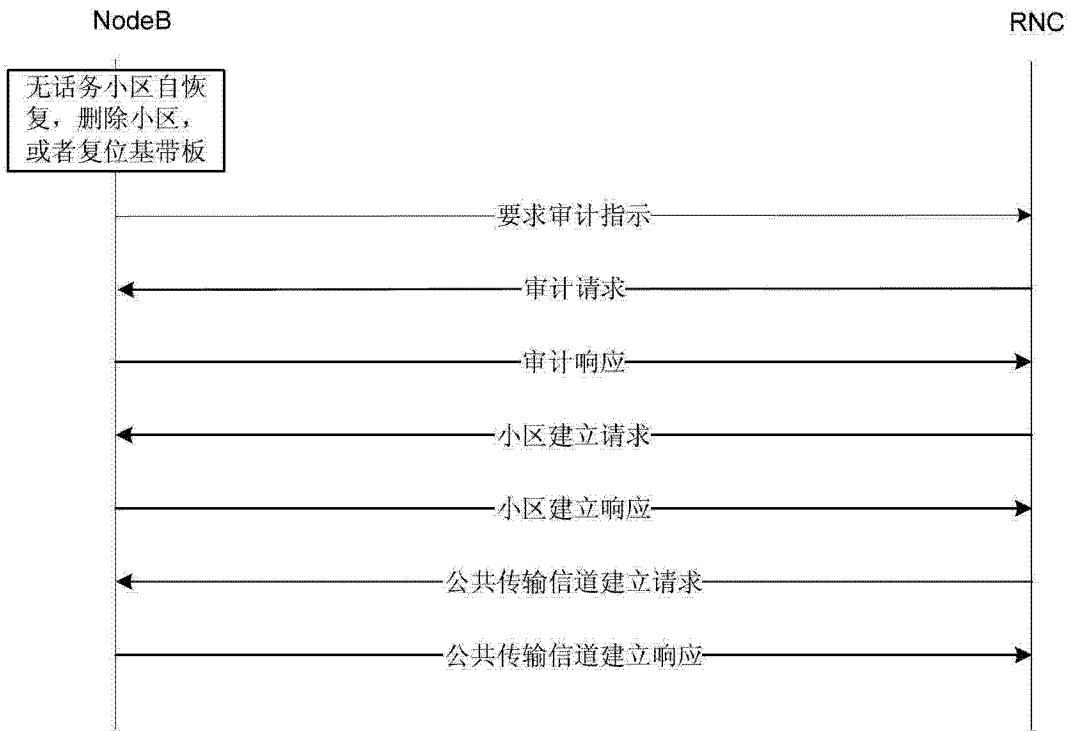 NodeB
RNC
无话务小区自恢
复，删除小区，
或者复位基带板
要求审计指示
审计请求
审计响应
小区建立请求
小区建立响应
公共传输信道建立请求
公共传输信道建立响应